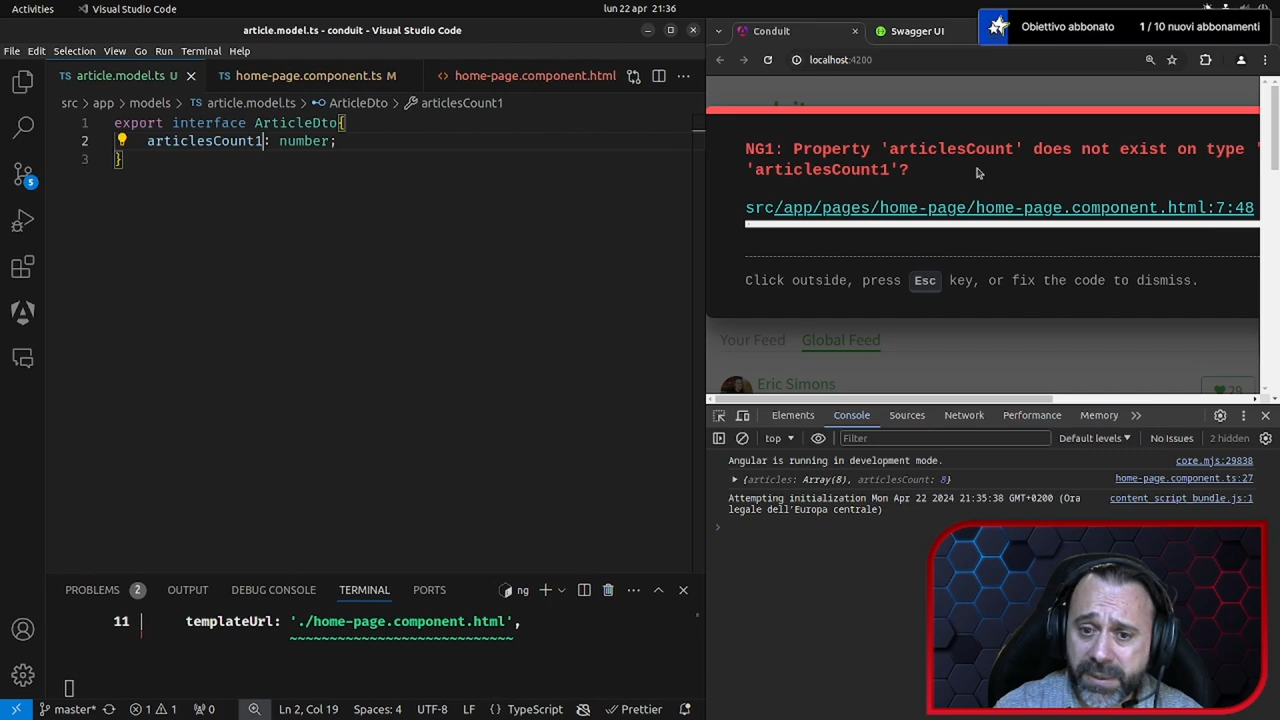 Activities
Visual Studio Code
lun 22 apr 21:36
Obiettivo abbonato
1 / 10 nuovi abbonamenti
article.model.ts - conduit - Visual Studio Code
File Edit Selection View Go Run Terminal Help
TS article.model.ts U
TS home-page.component.ts M
home-page.component.html
src > app > models > TS article.model.ts > ArticleDto > articlesCount1
1 export interface ArticleDto{
2 articlesCount1: number;
3 }
5
PROBLEMS 2 OUTPUT DEBUG CONSOLE TERMINAL PORTS
ng
11 templateUrl: './home-page.component.html',
~~~~~~~~~~~~~~~~~~~~~~~~~~~
master* 1 1 0
Ln 2, Col 19 Spaces: 4 UTF-8 LF {} TypeScript Prettier
Conduit
Swagger UI
localhost:4200
NG1: Property 'articlesCount' does not exist on type '
'articlesCount1'?
src/app/pages/home-page/home-page.component.html:7:48
Click outside, press Esc key, or fix the code to dismiss.
Your Feed Global Feed
Eric Simons
29
Elements Console Sources Network Performance Memory
top Filter Default levels No Issues 2 hidden
Angular is running in development mode. core.mjs:29838
{articles: Array(8), articlesCount: 8} home-page.component.ts:27
Attempting initialization Mon Apr 22 2024 21:35:38 GMT+0200 (Ora content script bundle.js:1
legale dell'Europa centrale)